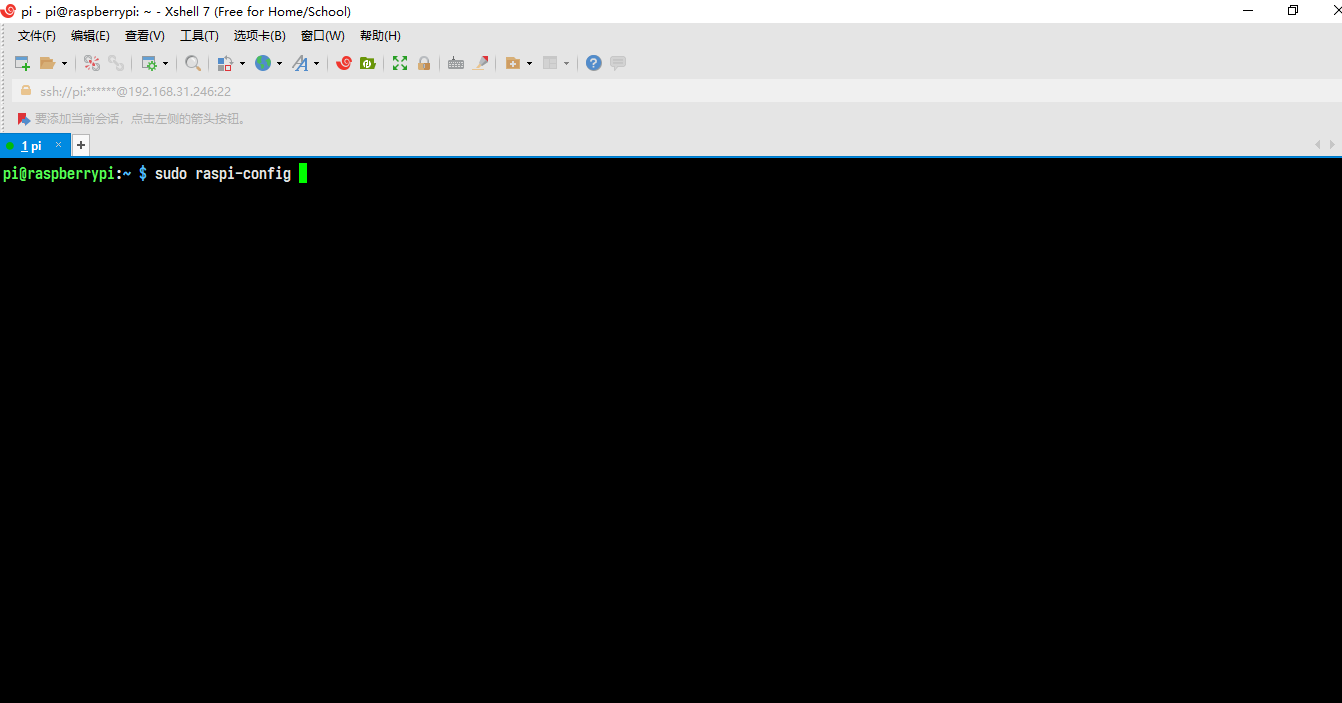 pi - pi@raspberrypi: ~ - Xshell 7 (Free for Home/School)
文件(F) 编辑(E) 查看(V) 工具(T) 选项卡(B) 窗口(W) 帮助(H)
ssh://pi:******@192.168.31.246:22
要添加当前会话，点击左侧的箭头按钮。
1 pi × +
pi@raspberrypi:~ $ sudo raspi-config